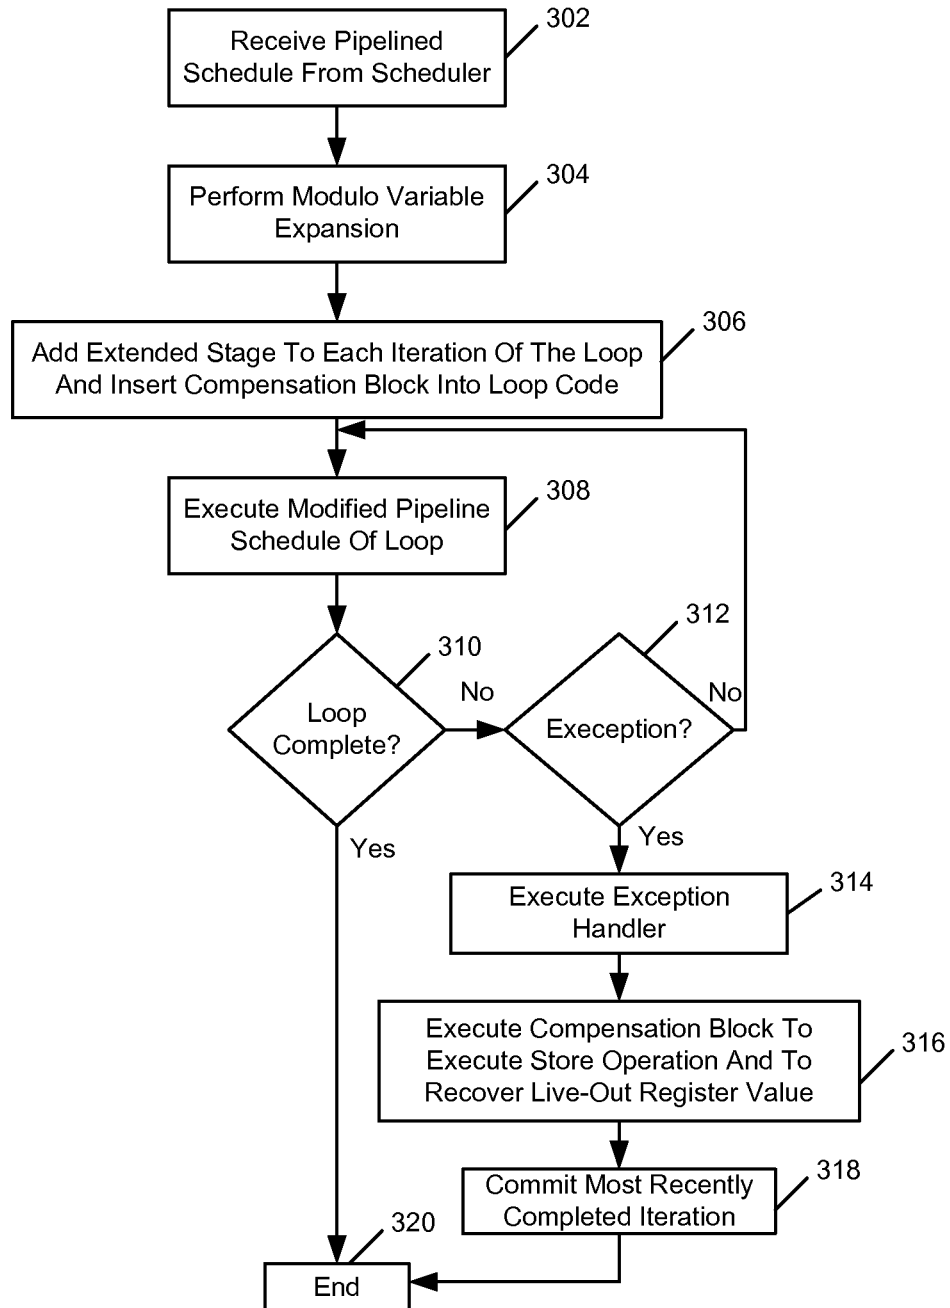 302
Receive Pipelined
Schedule From Scheduler
304
Perform Modulo Variable
Expansion
306
Add Extended Stage To Each Iteration Of The Loop
And Insert Compensation Block Into Loop Code
308
Execute Modified Pipeline
Schedule Of Loop
310
Loop
Complete?
No
312
Exeception?
No
Yes
Yes
314
Execute Exception
Handler
316
Execute Compensation Block To
Execute Store Operation And To
Recover Live-Out Register Value
318
Commit Most Recently
Completed Iteration
320
End